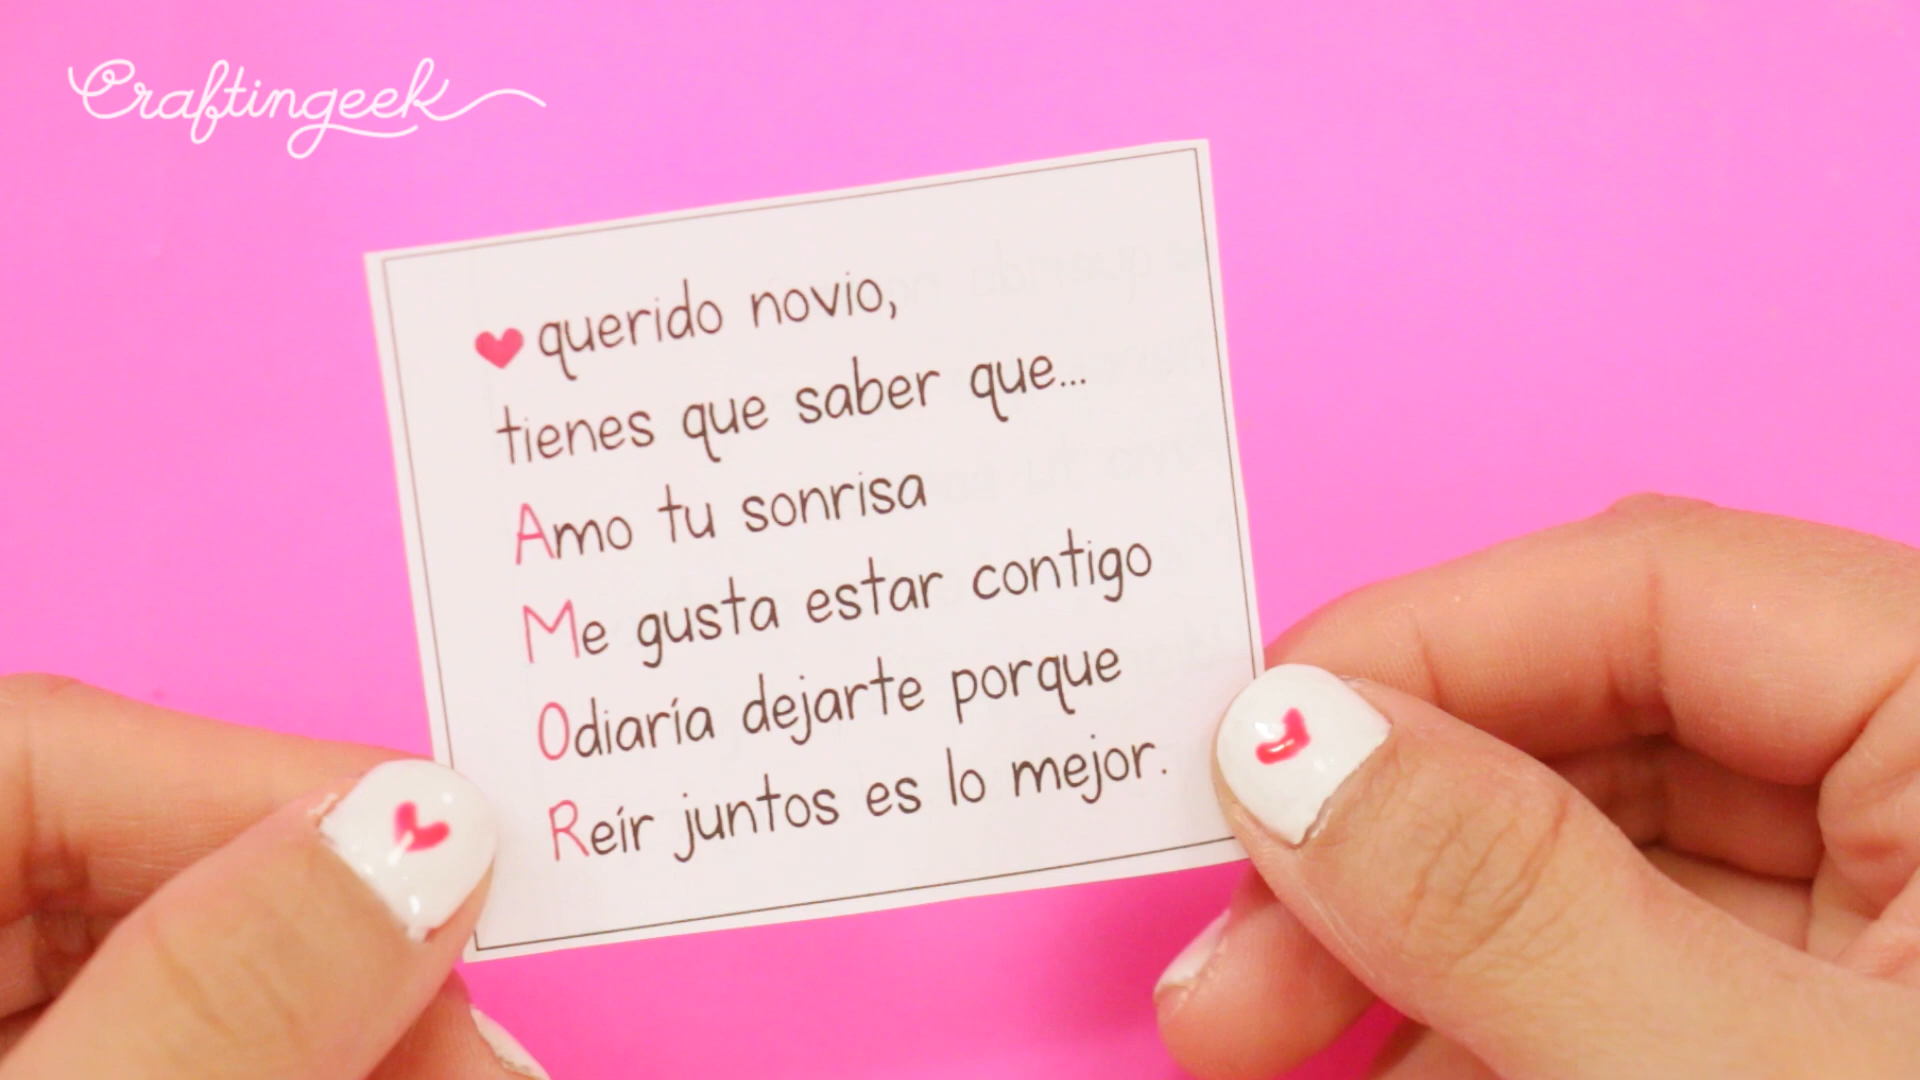 Craftingeek
querido novio,
tienes que saber que...
Amo tu sonrisa
Me gusta estar contigo
Odiaría dejarte porque
Reír juntos es lo mejor.